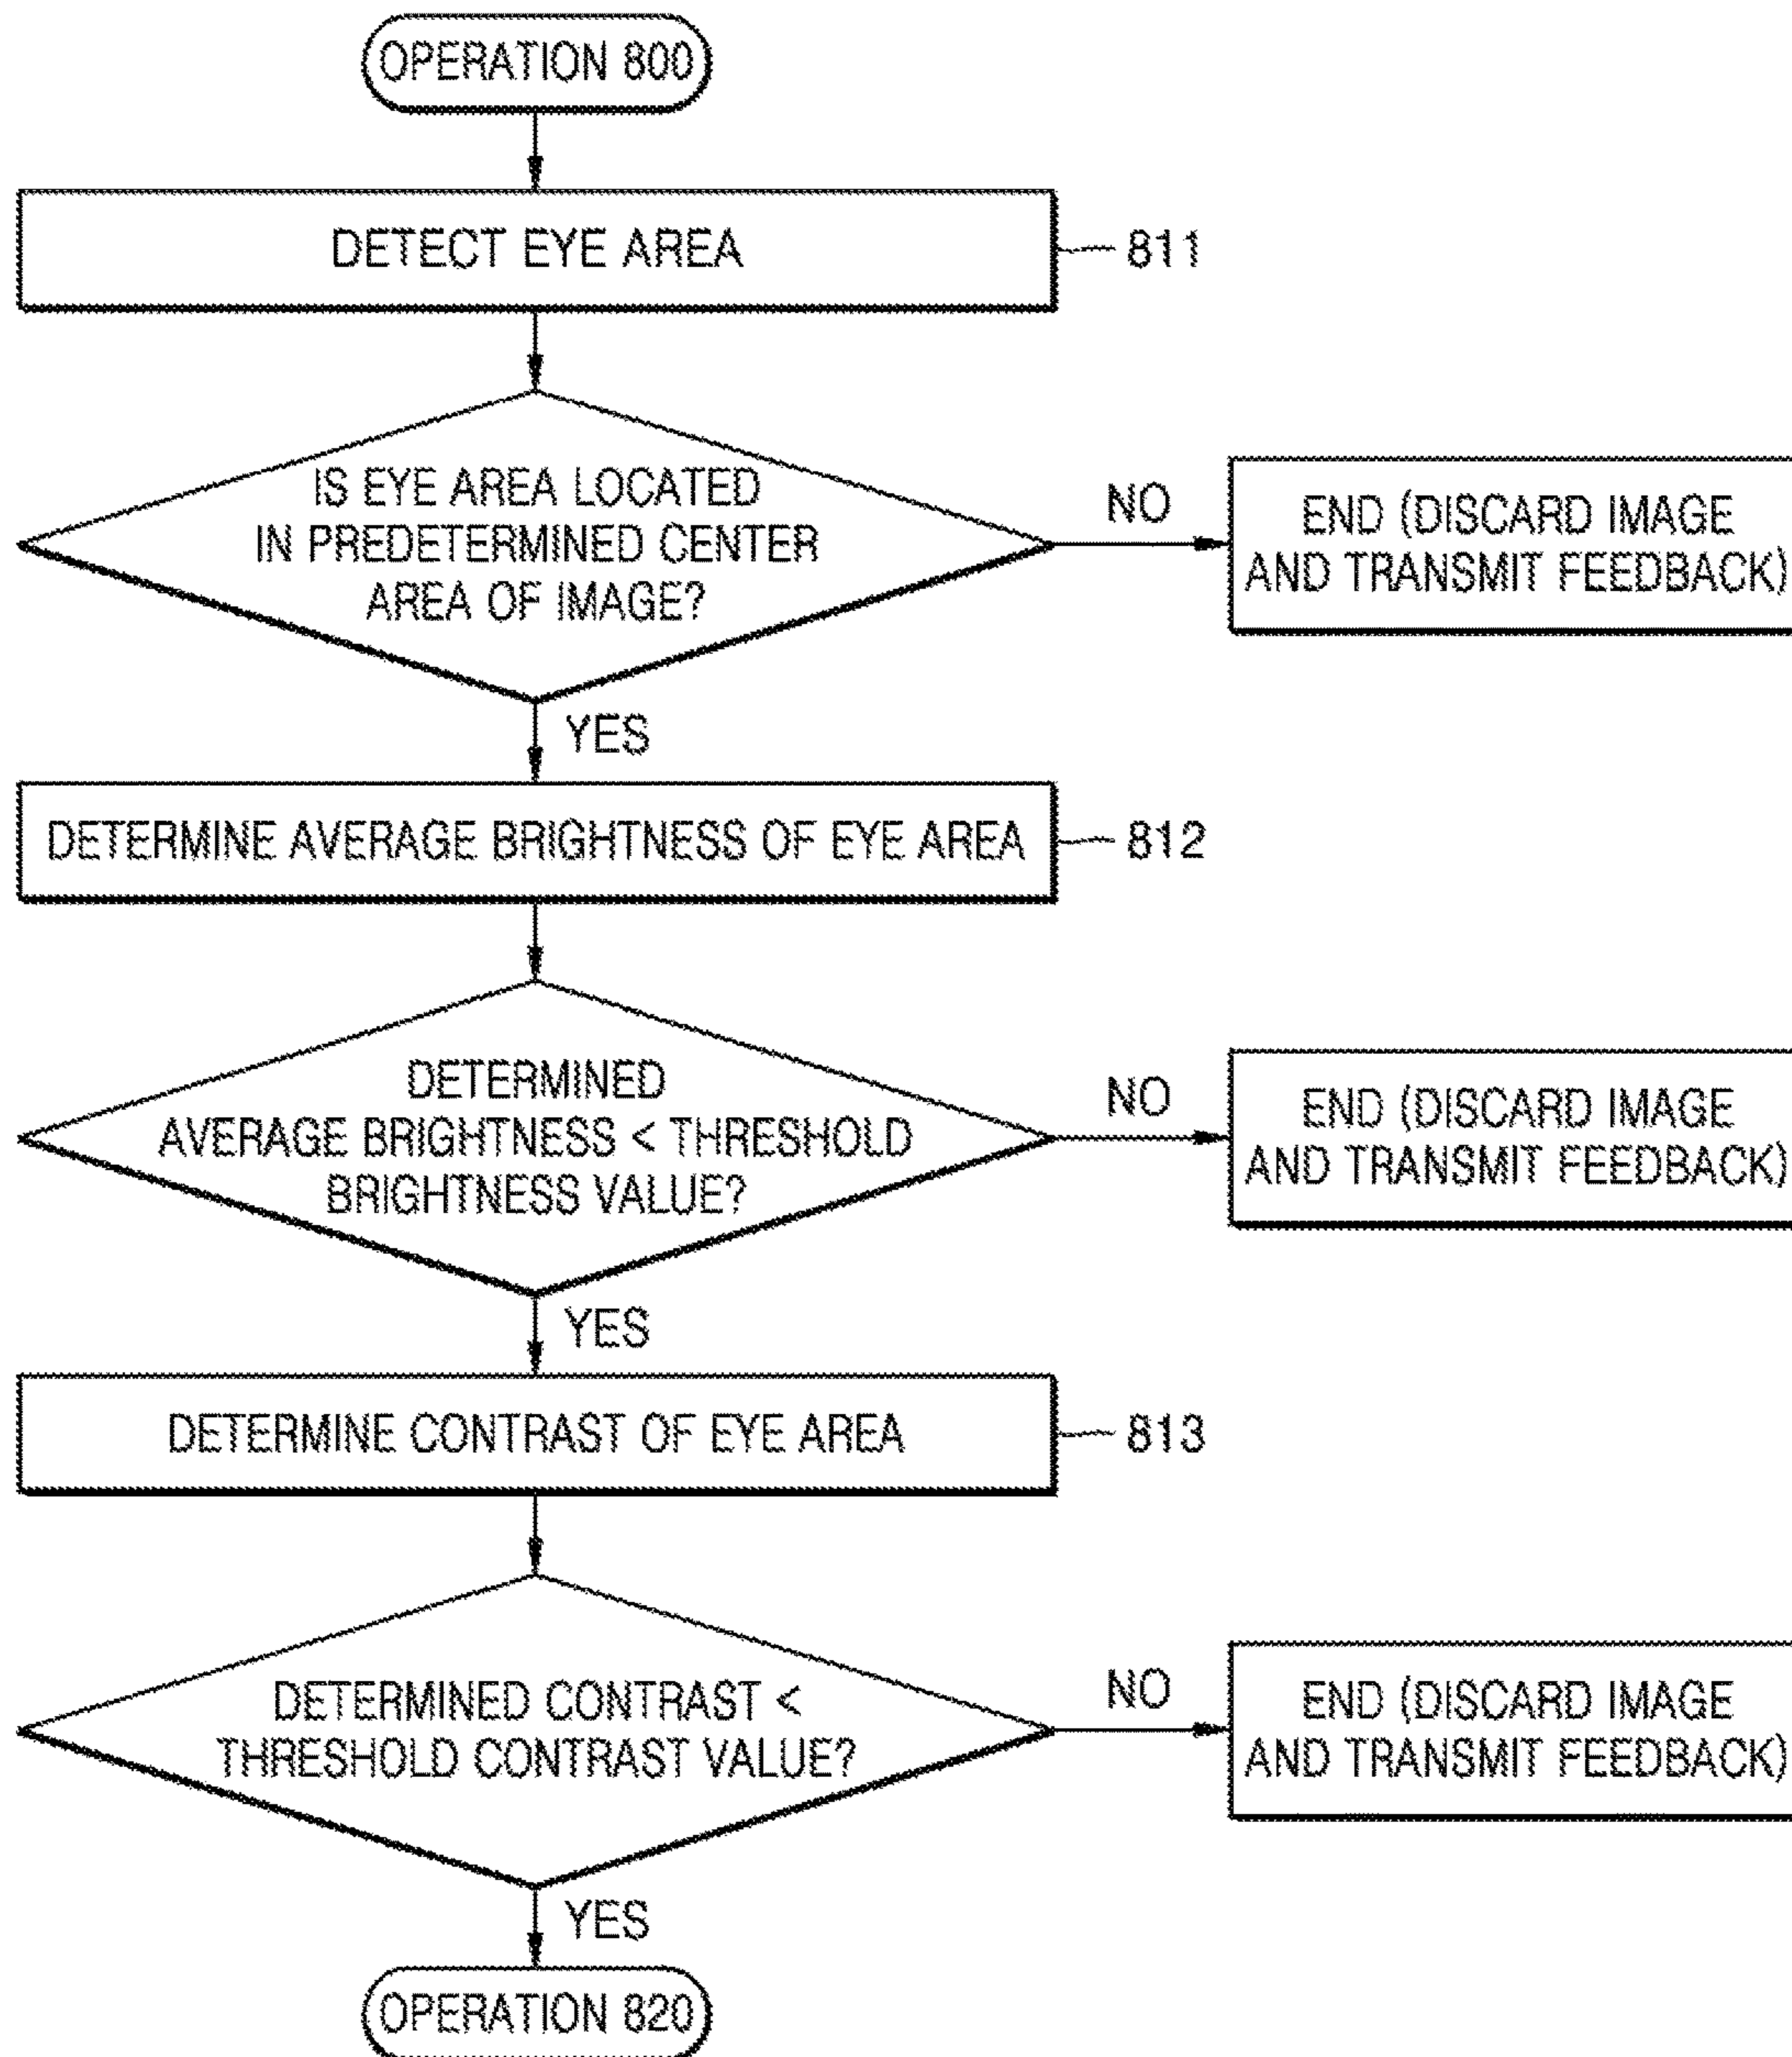 OPERATION 800
DETECT EYE AREA
811
IS EYE AREA LOCATED
IN PREDETERMINED CENTER
AREA OF IMAGE?
NO
END (DISCARD IMAGE
AND TRANSMIT FEEDBACK)
YES
DETERMINE AVERAGE BRIGHTNESS OF EYE AREA
812
DETERMINED
AVERAGE BRIGHTNESS < THRESHOLD
BRIGHTNESS VALUE?
NO
END (DISCARD IMAGE
AND TRANSMIT FEEDBACK)
YES
DETERMINE CONTRAST OF EYE AREA
813
DETERMINED CONTRAST <
THRESHOLD CONTRAST VALUE?
NO
END (DISCARD IMAGE
AND TRANSMIT FEEDBACK)
YES
OPERATION 820